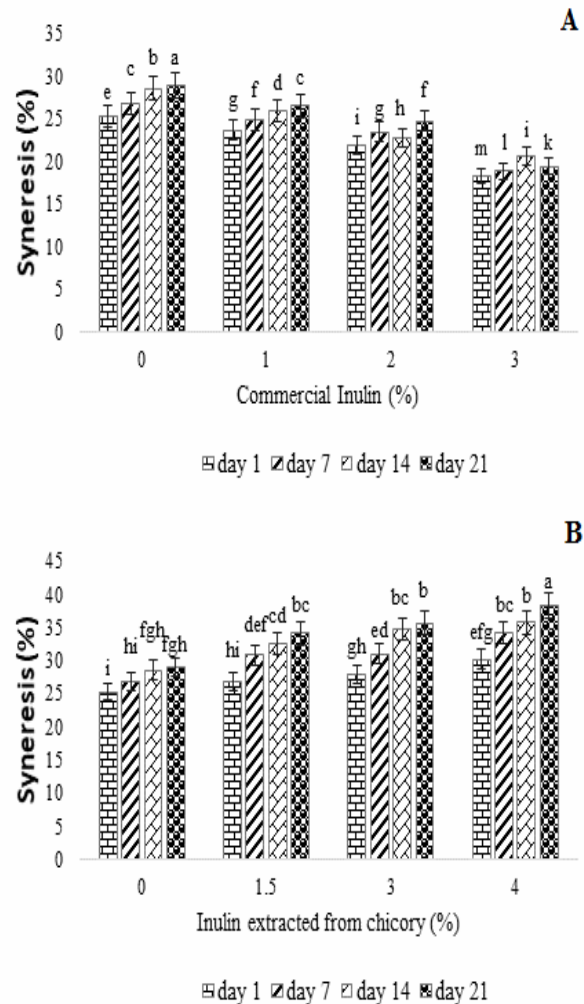 A
35
30
25
20
15
10
5
0
Syneresis (%)
e c b a
g f d c
i g h f
m l i k
0 1 2 3
Commercial Inulin (%)
day 1 day 7 day 14 day 21
B
45
40
35
30
25
20
15
10
5
0
Syneresis (%)
i hi fgh fgh
hi def cd bc
gh ed bc b
efg bc b a
0 1.5 3 4
Inulin extracted from chicory (%)
day 1 day 7 day 14 day 21